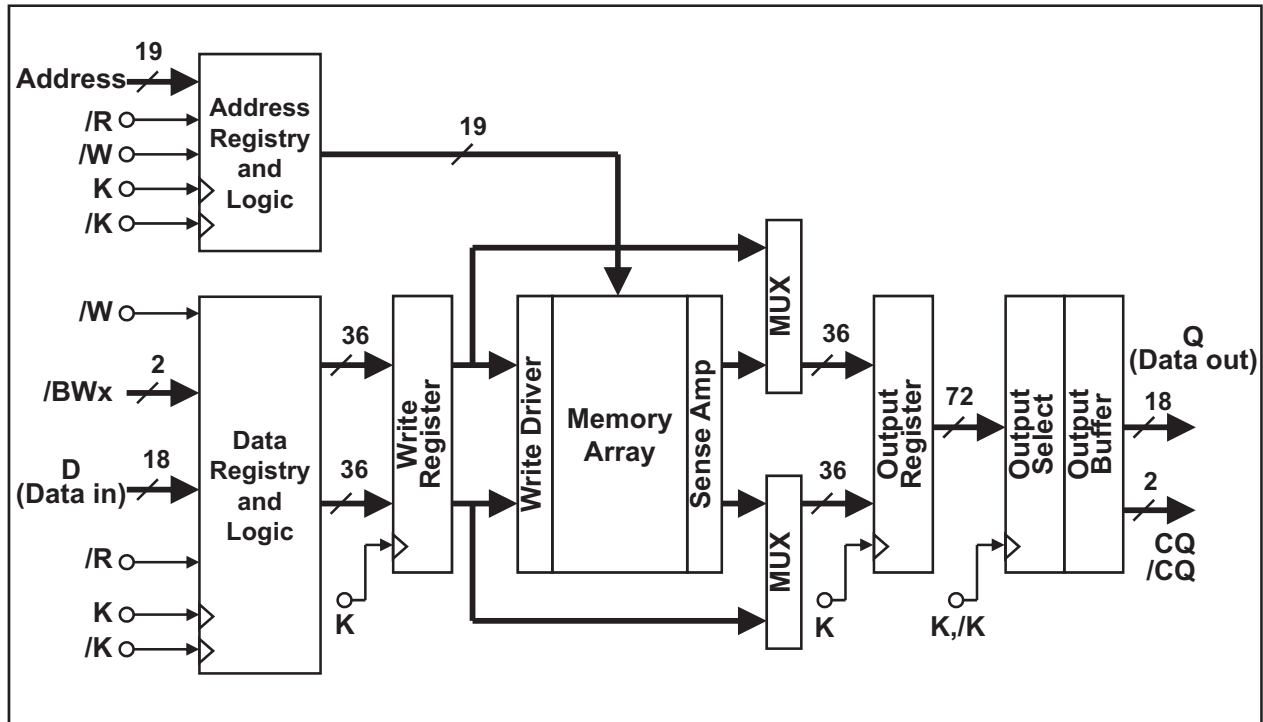 19
Address
/R
/W
K
/K
Address
Registry
and
Logic
19
/W
2
/BWx
18
D
(Data in)
/R
K
/K
Data
Registry
and
Logic
36
36
Write
Register
K
Write Driver
Memory
Array
Sense Amp
MUX
MUX
36
36
Output
Register
K
72
Output
Select
Output
Buffer
K,/K
Q
(Data out)
18
2
CQ
/CQ